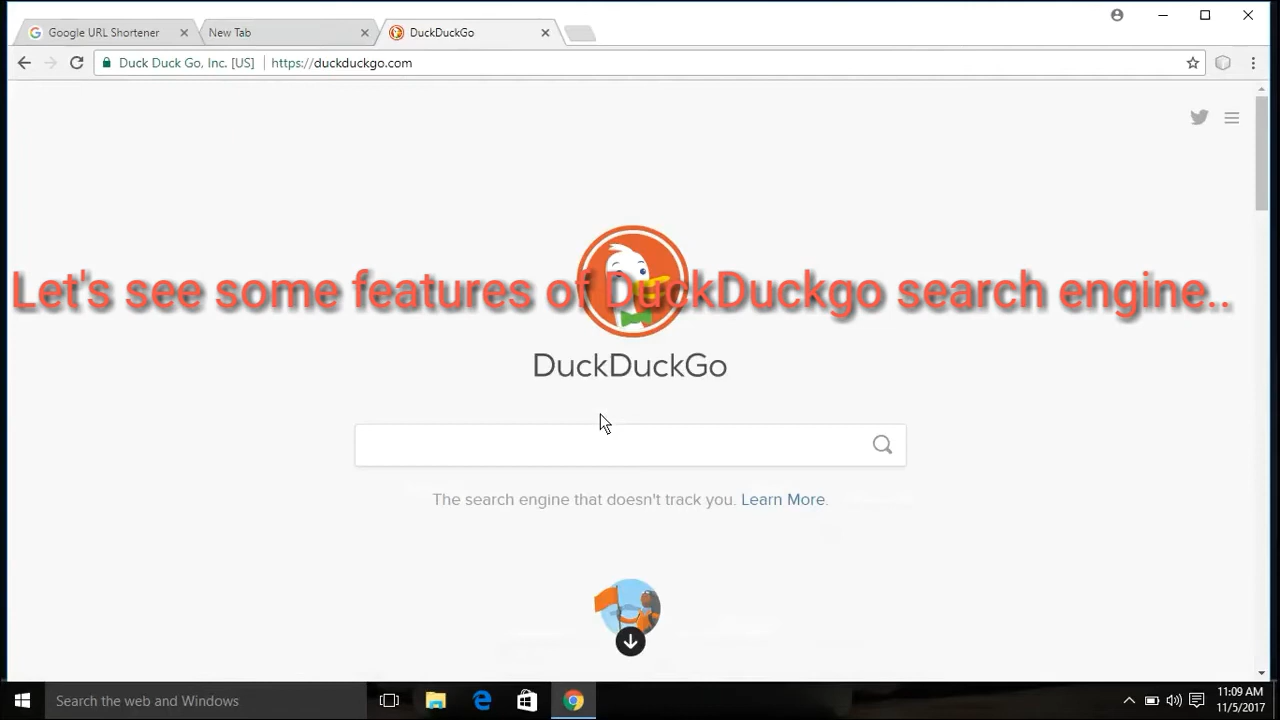 Google URL Shortener
New Tab
DuckDuckGo
Duck Duck Go, Inc. [US]
https://duckduckgo.com
Let's see some features of DuckDuckgo search engine..
DuckDuckGo
The search engine that doesn't track you. Learn More.
Search the web and Windows
11:09 AM
11/5/2017